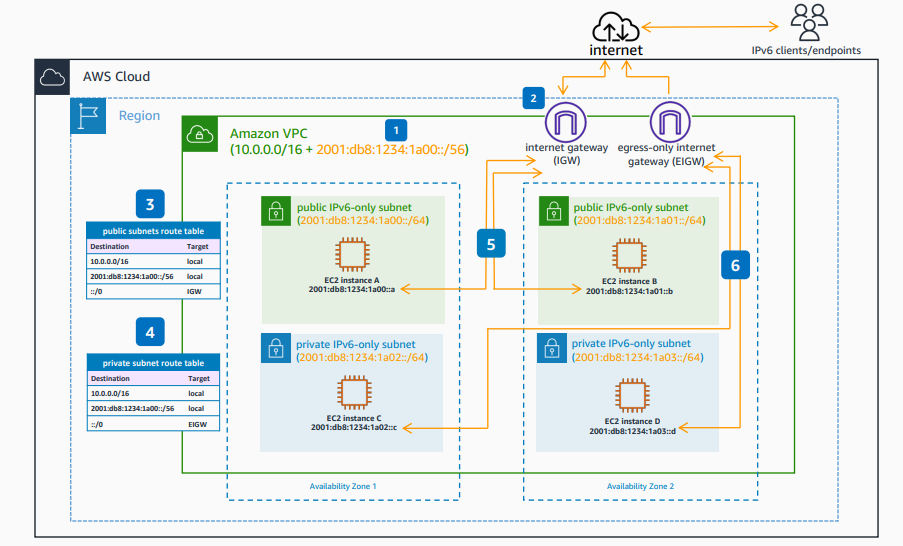 internet
IPv6 clients/endpoints
AWS Cloud
Region
2
1
Amazon VPC
(10.0.0.0/16 + 2001:db8:1234:1a00::/56)
internet gateway
(IGW)
egress-only internet
gateway (EIGW)
3
public subnets route table
Destination Target
10.0.0.0/16 local
2001:db8:1234:1a00::/56 local
::/0 IGW
public IPv6-only subnet
(2001:db8:1234:1a00::/64)
EC2 instance A
2001:db8:1234:1a00::a
5
public IPv6-only subnet
(2001:db8:1234:1a01::/64)
EC2 instance B
2001:db8:1234:1a01::b
6
4
private subnet route table
Destination Target
10.0.0.0/16 local
2001:db8:1234:1a00::/56 local
::/0 EIGW
private IPv6-only subnet
(2001:db8:1234:1a02::/64)
EC2 instance C
2001:db8:1234:1a02::c
private IPv6-only subnet
(2001:db8:1234:1a03::/64)
EC2 instance D
2001:db8:1234:1a03::d
Availability Zone 1
Availability Zone 2